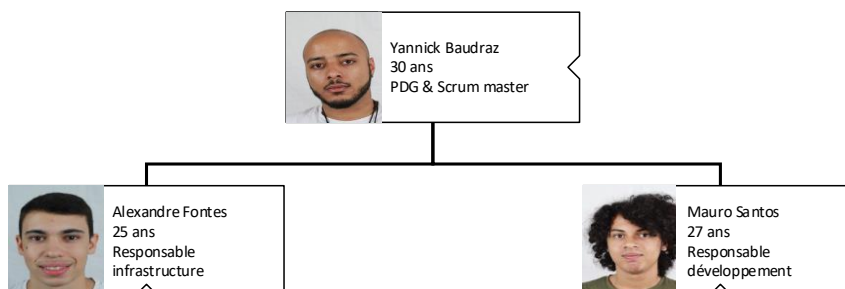 Yannick Baudraz
30 ans
PDG & Scrum master
Alexandre Fontes
25 ans
Responsable
infrastructure
Mauro Santos
27 ans
Responsable
développement